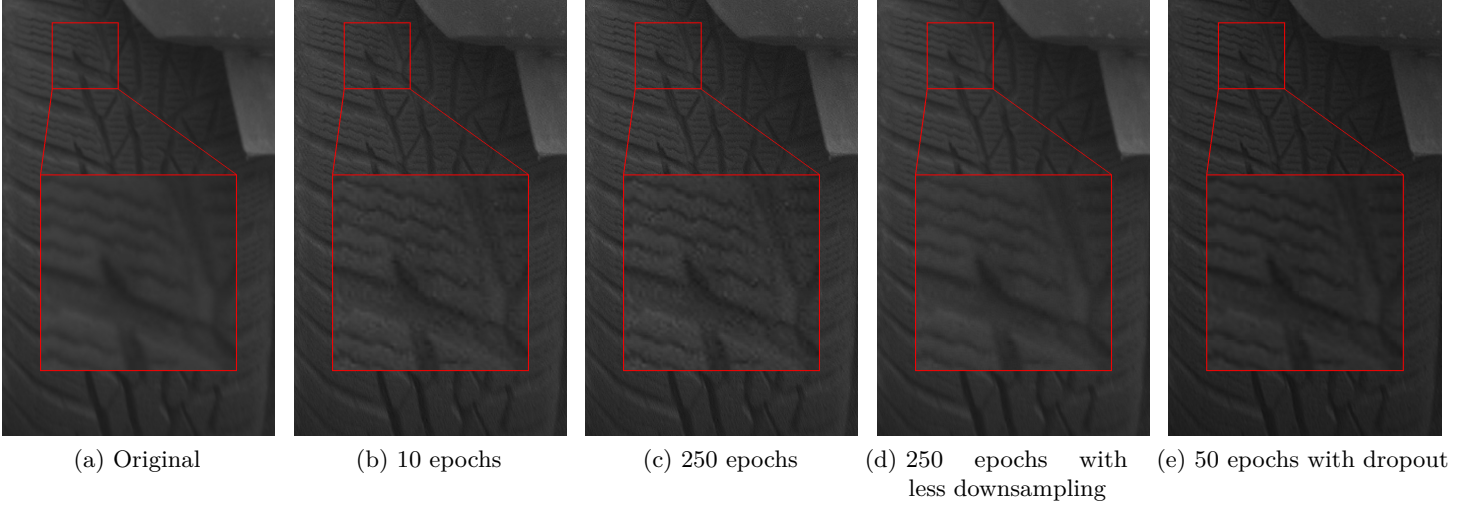 (a) Original
(b) 10 epochs
(c) 250 epochs
(d) 250 epochs with
less downsampling
(e) 50 epochs with dropout